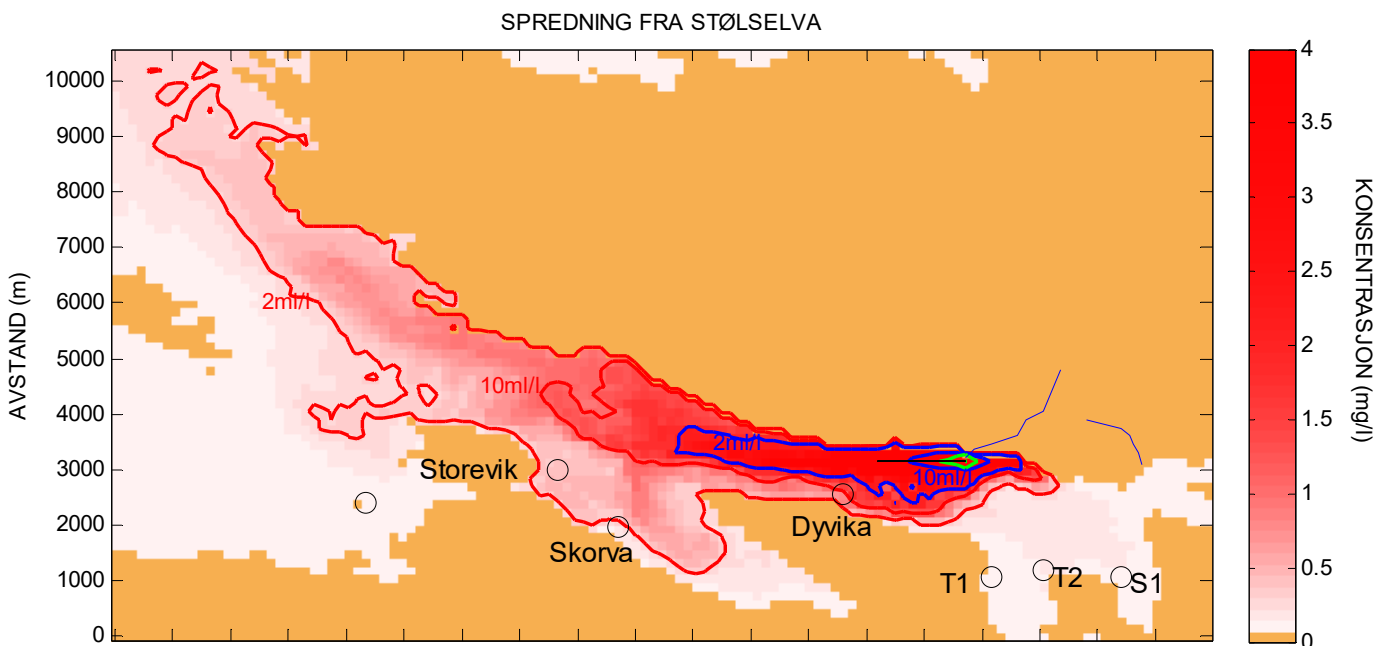 SPREDNING FRA STØLSELVA
AVSTAND (m)
10000
9000
8000
7000
6000
5000
4000
3000
2000
1000
0
2ml/l
10ml/l
2ml/l
10ml/l
Storevik
Skorva
Dyvika
T1
T2
S1
4
3.5
3
2.5
2
1.5
1
0.5
0
KONSENTRASJON (mg/l)